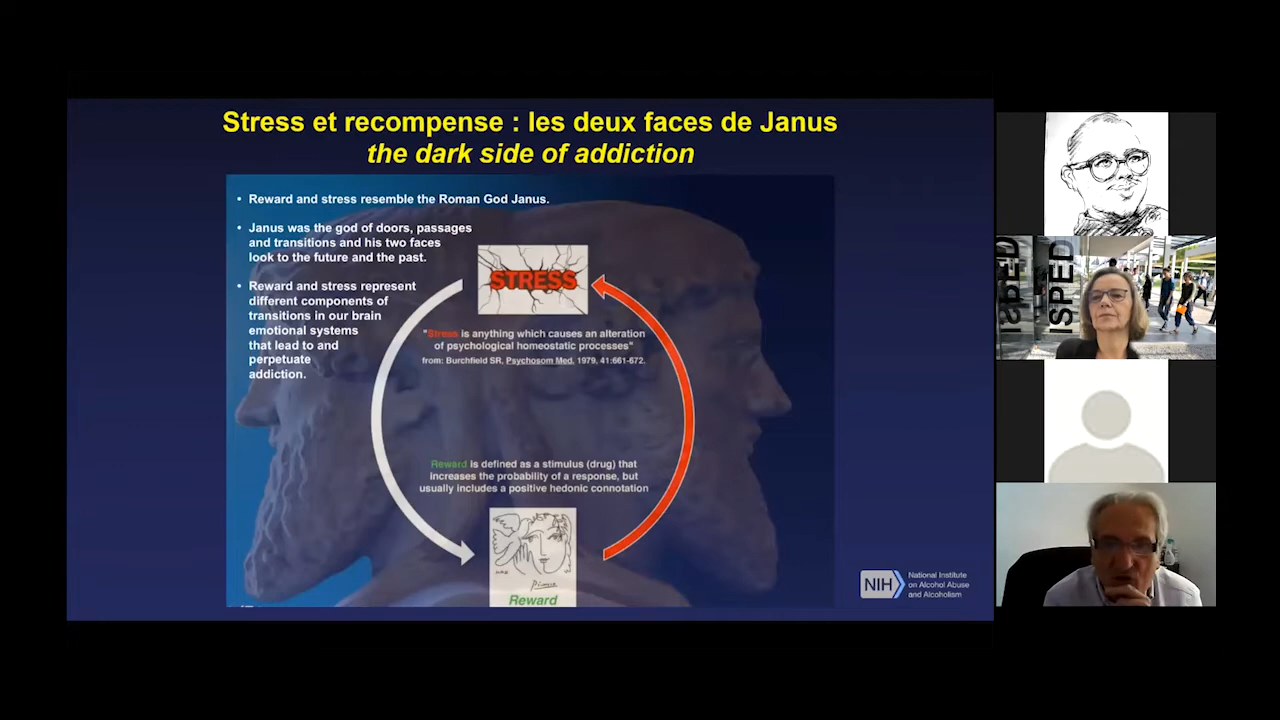 Stress et recompense : les deux faces de Janus
the dark side of addiction
• Reward and stress resemble the Roman God Janus.
• Janus was the god of doors, passages
and transitions and his two faces
look to the future and the past.
• Reward and stress represent
different components of
transitions in our brain
emotional systems
that lead to and
perpetuate
addiction.
STRESS
"Stress is anything which causes an alteration
of psychological homeostatic processes"
from: Burchfield SR, Psychosom Med, 1979, 41:661-672.
Reward is defined as a stimulus (drug) that
increases the probability of a response, but
usually includes a positive hedonic connotation
Picasso
Reward
NIH
National Institute
on Alcohol Abuse
and Alcoholism
ISPED
ISPED